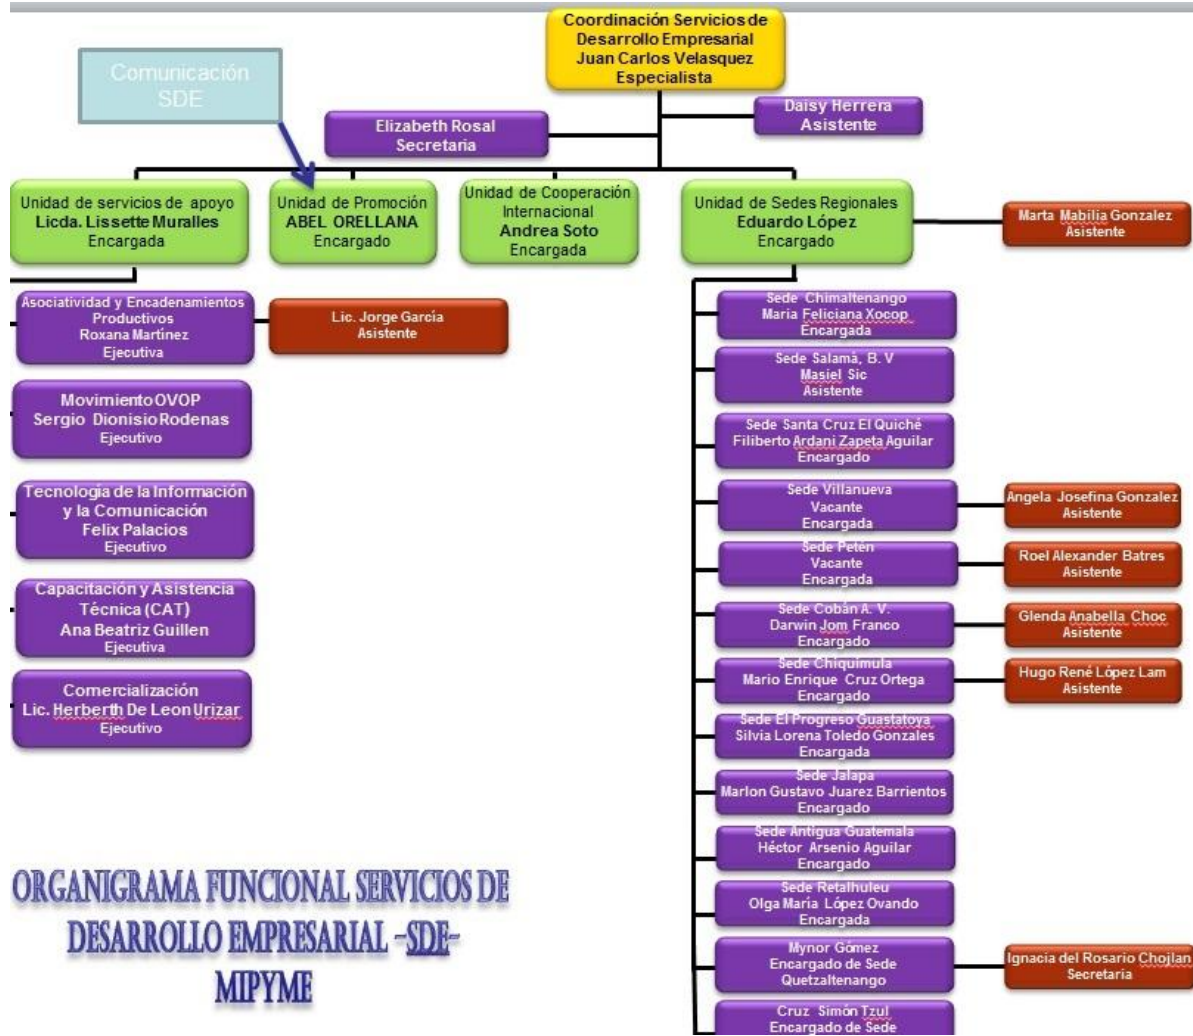 Coordinación Servicios de
Desarrollo Empresarial
Juan Carlos Velasquez
Especialista
Comunicación
SDE
Daisy Herrera
Asistente
Elizabeth Rosal
Secretaria
Unidad de servicios de apoyo
Licda. Lissette Muralles
Encargada
Unidad de Promoción
ABEL ORELLANA
Encargado
Unidad de Cooperación
Internacional
Andrea Soto
Encargada
Unidad de Sedes Regionales
Eduardo López
Encargado
Marta Mabilia Gonzalez
Asistente
Asociatividad y Encadenamientos
Productivos
Roxana Martínez
Ejecutiva
Lic. Jorge García
Asistente
Movimiento OVOP
Sergio Dionisio Rodenas
Ejecutivo
Tecnología de la Información
y la Comunicación
Felix Palacios
Ejecutivo
Capacitación y Asistencia
Técnica (CAT)
Ana Beatriz Guillen
Ejecutiva
Comercialización
Lic. Herberth De Leon Urizar
Ejecutivo
Sede Chimaltenango
Maria Feliciana Xocop
Encargada
Sede Salamà, B. V
Masiel Sic
Asistente
Sede Santa Cruz El Quiché
Filiberto Ardani Zapeta Aguilar
Encargado
Sede Villanueva
Vacante
Encargada
Angela Josefina Gonzalez
Asistente
Sede Petén
Vacante
Encargada
Roel Alexander Batres
Asistente
Sede Cobán A. V.
Darwin Jom Franco
Encargado
Glenda Anabella Choc
Asistente
Sede Chiquimula
Mario Enrique Cruz Ortega
Encargado
Hugo René López Lam
Asistente
Sede El Progreso Guastatoya
Silvia Lorena Toledo Gonzales
Encargada
Sede Jalapa
Marlon Gustavo Juarez Barrientos
Encargado
Sede Antigua Guatemala
Héctor Arsenio Aguilar
Encargado
Sede Retalhuleu
Olga María López Ovando
Encargada
Mynor Gómez
Encargado de Sede
Quetzaltenango
Ignacia del Rosario Chojlan
Secretaria
Cruz Simón Tzul
Encargado de Sede
ORGANIGRAMA FUNCIONAL SERVICIOS DE
DESARROLLO EMPRESARIAL -SDE-
MIPYME